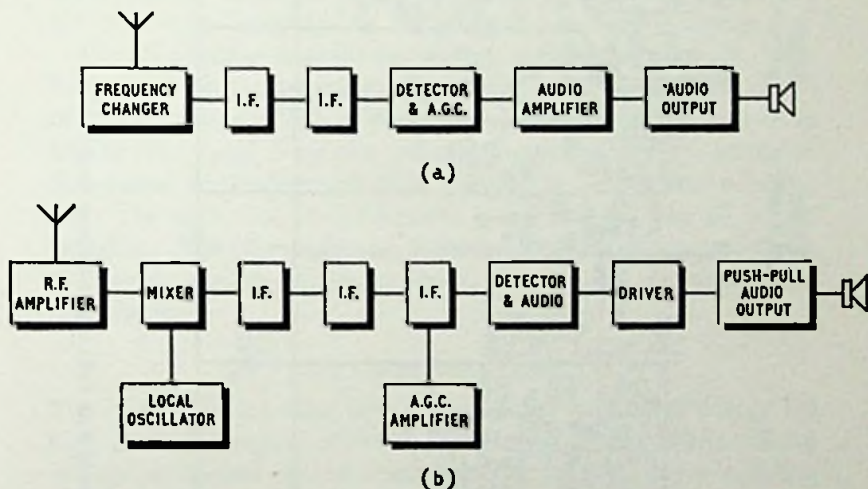 FREQUENCY
CHANGER
I.F.
I.F.
DETECTOR
& A.G.C.
AUDIO
AMPLIFIER
AUDIO
OUTPUT
(a)
R.F.
AMPLIFIER
MIXER
I.F.
I.F.
I.F.
DETECTOR
& AUDIO
DRIVER
PUSH-PULL
AUDIO
OUTPUT
LOCAL
OSCILLATOR
A.G.C.
AMPLIFIER
(b)